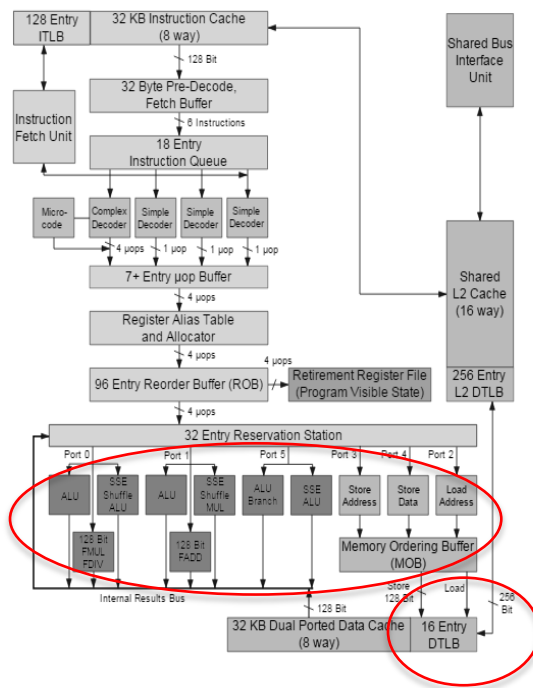 128 Entry
ITLB
32 KB Instruction Cache
(8 way)
Shared Bus
Interface
Unit
128 Bit
32 Byte Pre-Decode,
Fetch Buffer
Instruction
Fetch Unit
6 Instructions
18 Entry
Instruction Queue
Micro-
code
Complex
Decoder
Simple
Decoder
Simple
Decoder
Simple
Decoder
4 µops
1 µop
1 µop
1 µop
7+ Entry µop Buffer
Shared
L2 Cache
(16 way)
4 µops
Register Alias Table
and Allocator
4 µops
4 µops
96 Entry Reorder Buffer (ROB)
Retirement Register File
(Program Visible State)
256 Entry
L2 DTLB
4 µops
32 Entry Reservation Station
Port 0
Port 1
Port 5
Port 3
Port 4
Port 2
ALU
SSE
Shuffle
ALU
ALU
SSE
Shuffle
MUL
ALU
Branch
SSE
ALU
Store
Address
Store
Data
Load
Address
128 Bit
FMUL
FDIV
128 Bit
FADD
Memory Ordering Buffer
(MOB)
Internal Results Bus
128 Bit
Store
128 Bit
Load
256
Bit
32 KB Dual Ported Data Cache
(8 way)
16 Entry
DTLB